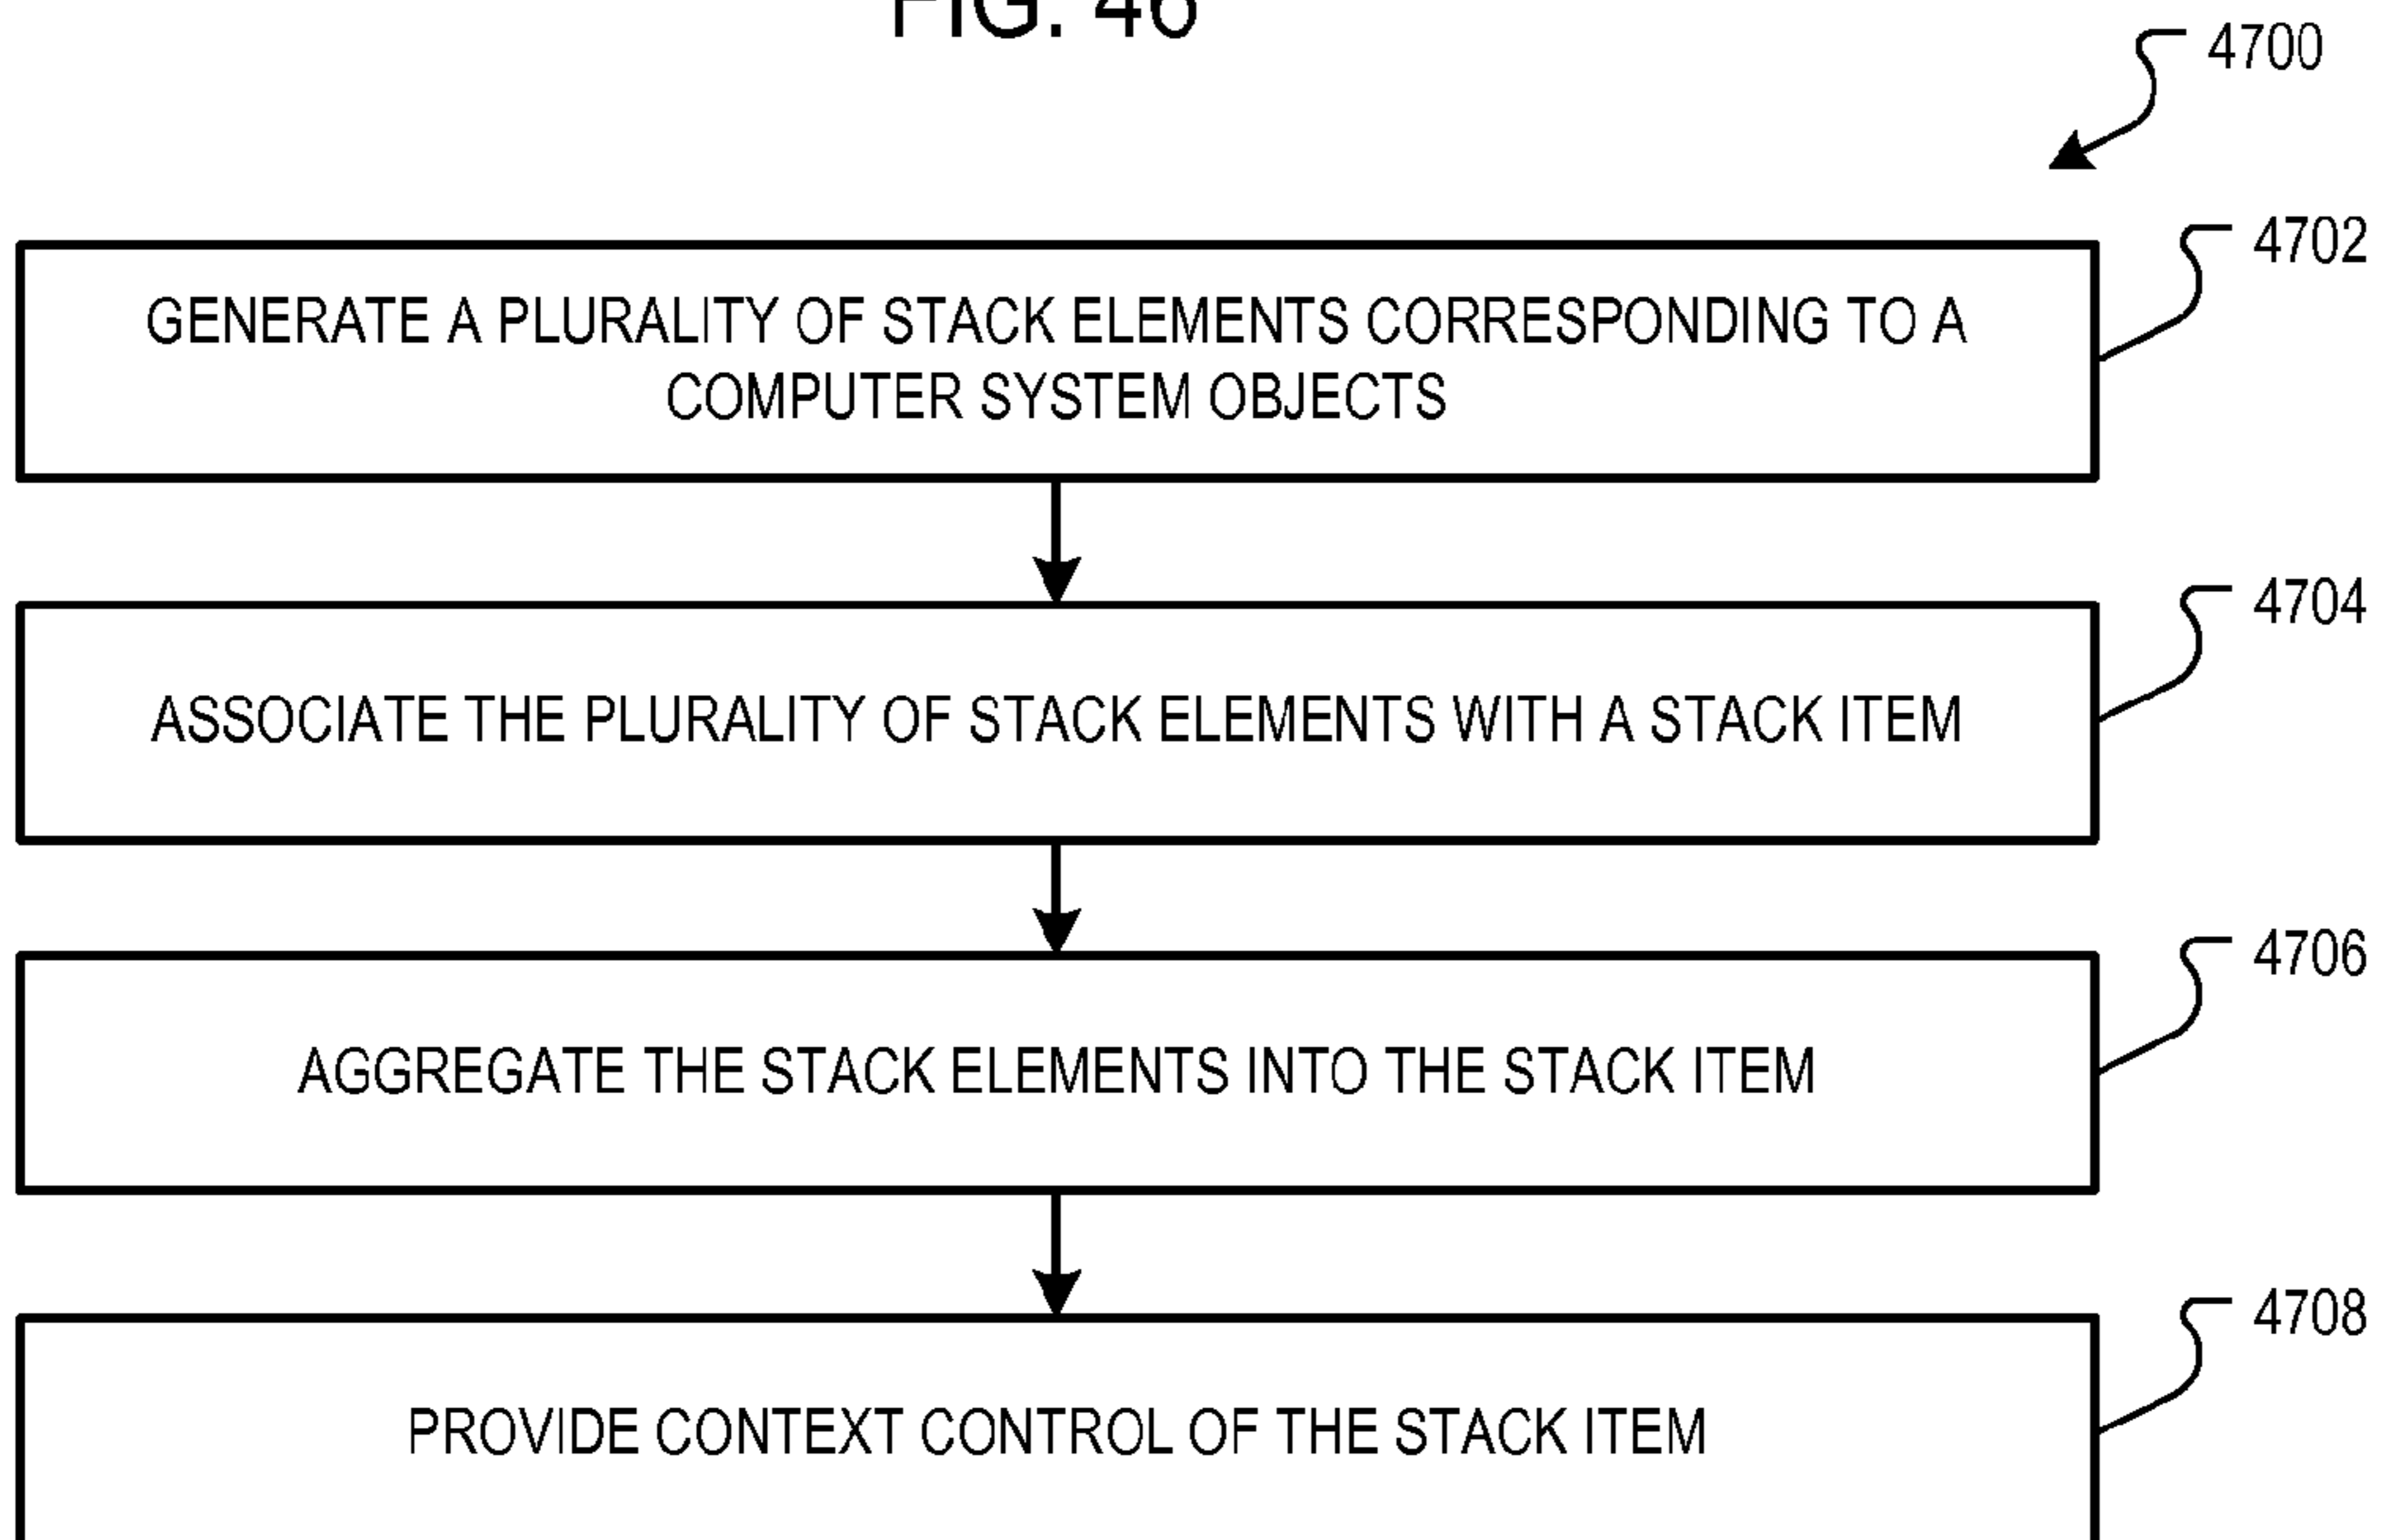 FIG. 46
4700
4702
GENERATE A PLURALITY OF STACK ELEMENTS CORRESPONDING TO A
COMPUTER SYSTEM OBJECTS
4704
ASSOCIATE THE PLURALITY OF STACK ELEMENTS WITH A STACK ITEM
4706
AGGREGATE THE STACK ELEMENTS INTO THE STACK ITEM
4708
PROVIDE CONTEXT CONTROL OF THE STACK ITEM